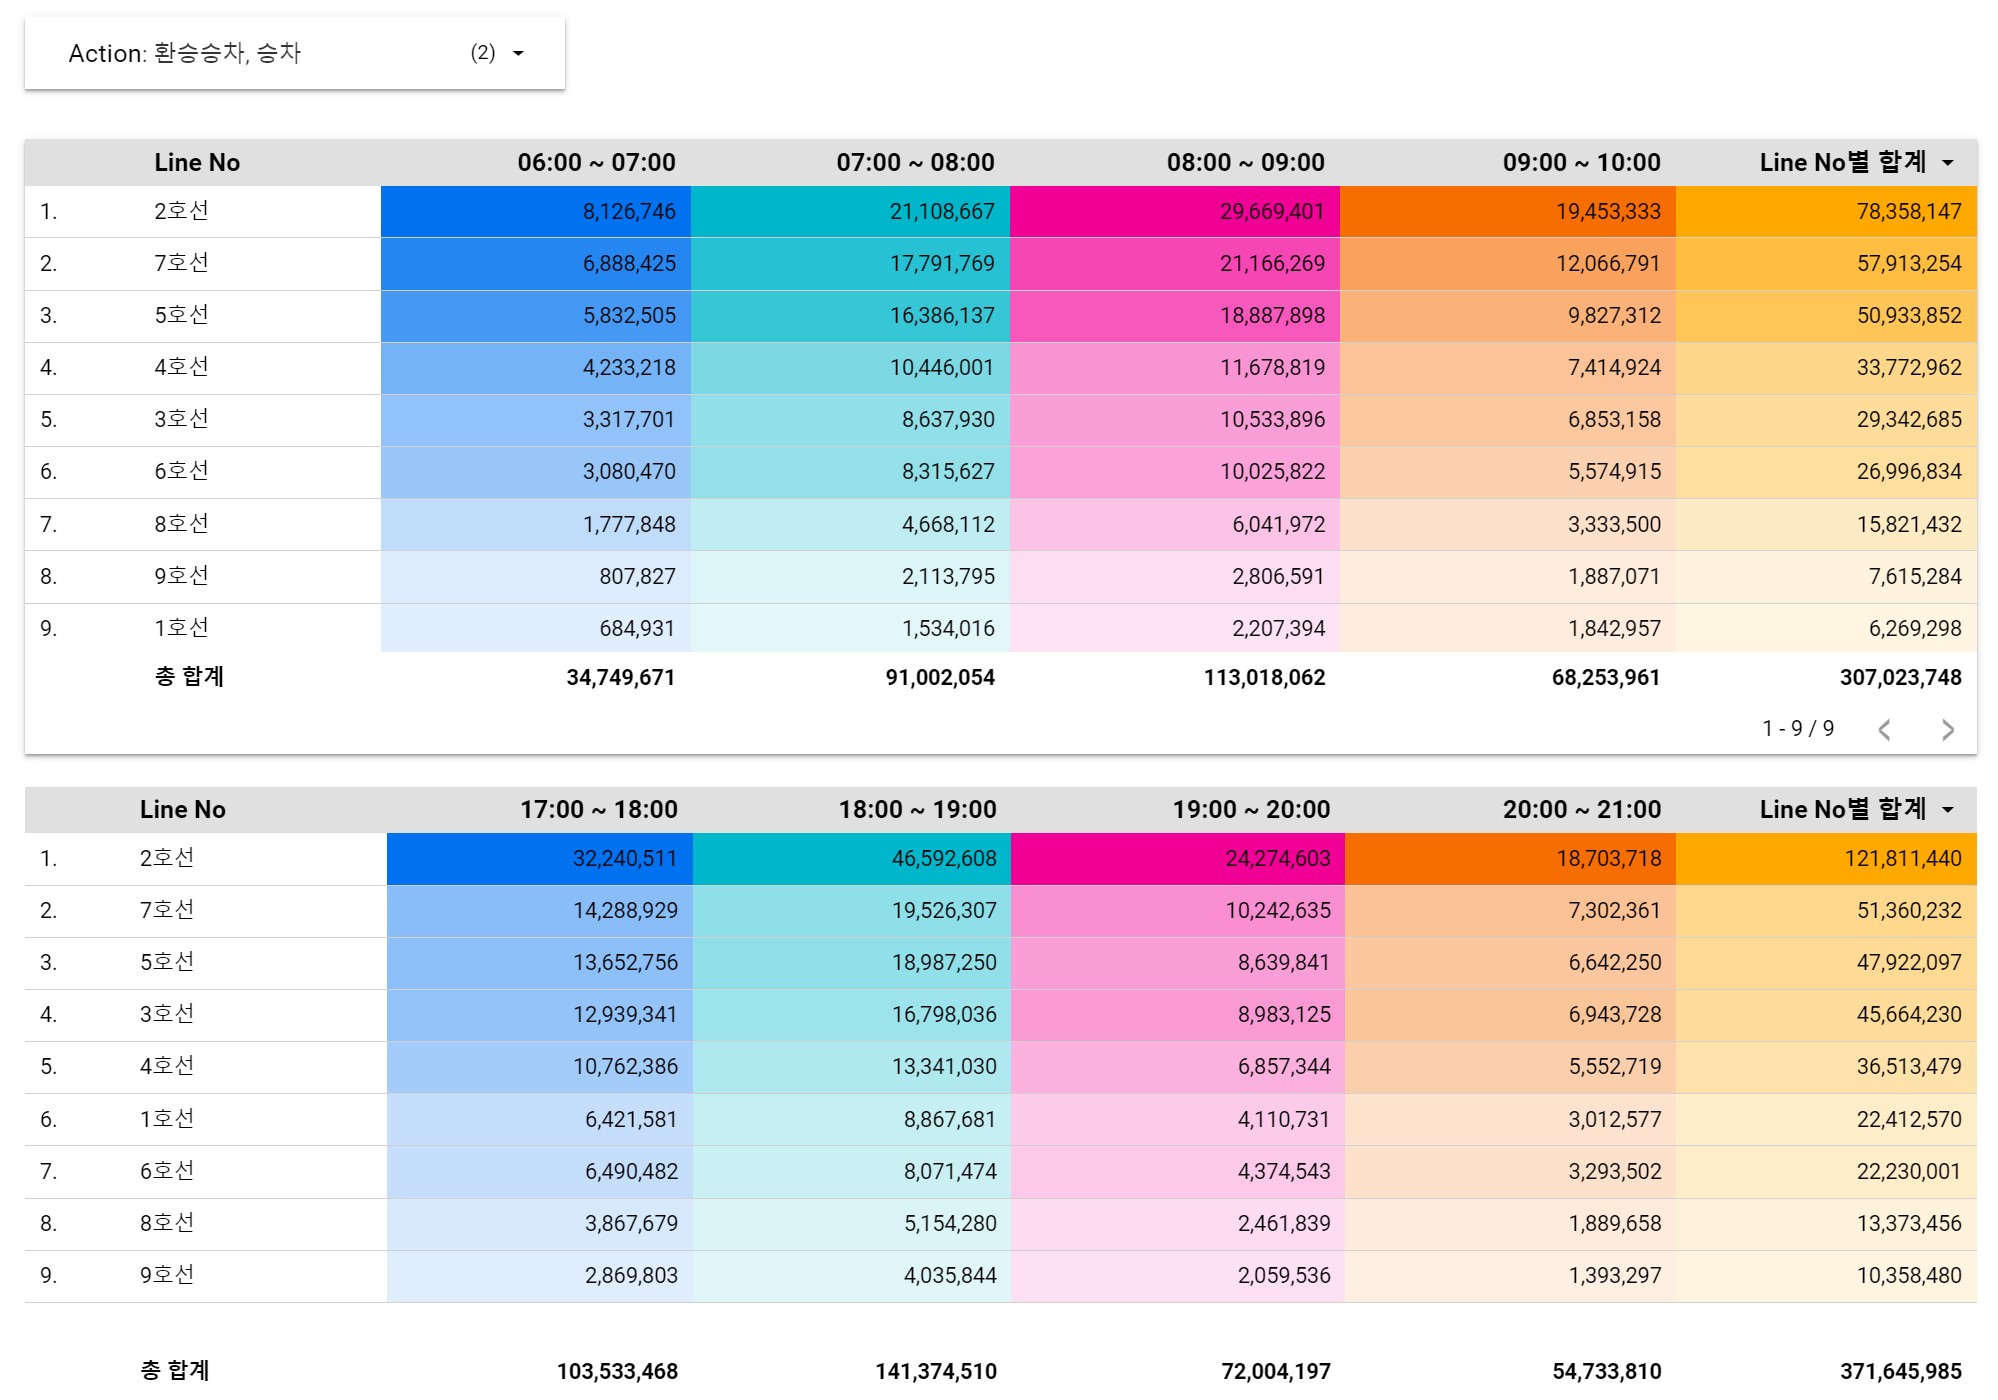 Action: 환승승차, 승차 (2)
Line No 06:00 ~ 07:00 07:00 ~ 08:00 08:00 ~ 09:00 09:00 ~ 10:00 Line No별 합계
1. 2호선 8,126,746 21,108,667 29,669,401 19,453,333 78,358,147
2. 7호선 6,888,425 17,791,769 21,166,269 12,066,791 57,913,254
3. 5호선 5,832,505 16,386,137 18,887,898 9,827,312 50,933,852
4. 4호선 4,233,218 10,446,001 11,678,819 7,414,924 33,772,962
5. 3호선 3,317,701 8,637,930 10,533,896 6,853,158 29,342,685
6. 6호선 3,080,470 8,315,627 10,025,822 5,574,915 26,996,834
7. 8호선 1,777,848 4,668,112 6,041,972 3,333,500 15,821,432
8. 9호선 807,827 2,113,795 2,806,591 1,887,071 7,615,284
9. 1호선 684,931 1,534,016 2,207,394 1,842,957 6,269,298
총 합계 34,749,671 91,002,054 113,018,062 68,253,961 307,023,748
1 - 9 / 9
Line No 17:00 ~ 18:00 18:00 ~ 19:00 19:00 ~ 20:00 20:00 ~ 21:00 Line No별 합계
1. 2호선 32,240,511 46,592,608 24,274,603 18,703,718 121,811,440
2. 7호선 14,288,929 19,526,307 10,242,635 7,302,361 51,360,232
3. 5호선 13,652,756 18,987,250 8,639,841 6,642,250 47,922,097
4. 3호선 12,939,341 16,798,036 8,983,125 6,943,728 45,664,230
5. 4호선 10,762,386 13,341,030 6,857,344 5,552,719 36,513,479
6. 1호선 6,421,581 8,867,681 4,110,731 3,012,577 22,412,570
7. 6호선 6,490,482 8,071,474 4,374,543 3,293,502 22,230,001
8. 8호선 3,867,679 5,154,280 2,461,839 1,889,658 13,373,456
9. 9호선 2,869,803 4,035,844 2,059,536 1,393,297 10,358,480
총 합계 103,533,468 141,374,510 72,004,197 54,733,810 371,645,985